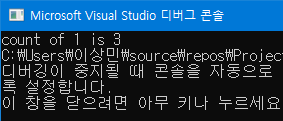 Microsoft Visual Studio 디버그 콘솔
count of 1 is 3
C:₩Users₩이상민₩source₩repos₩Project
디버깅이 중지될 때 콘솔을 자동으로
록 설정합니다.
이 창을 닫으려면 아무 키나 누르세요